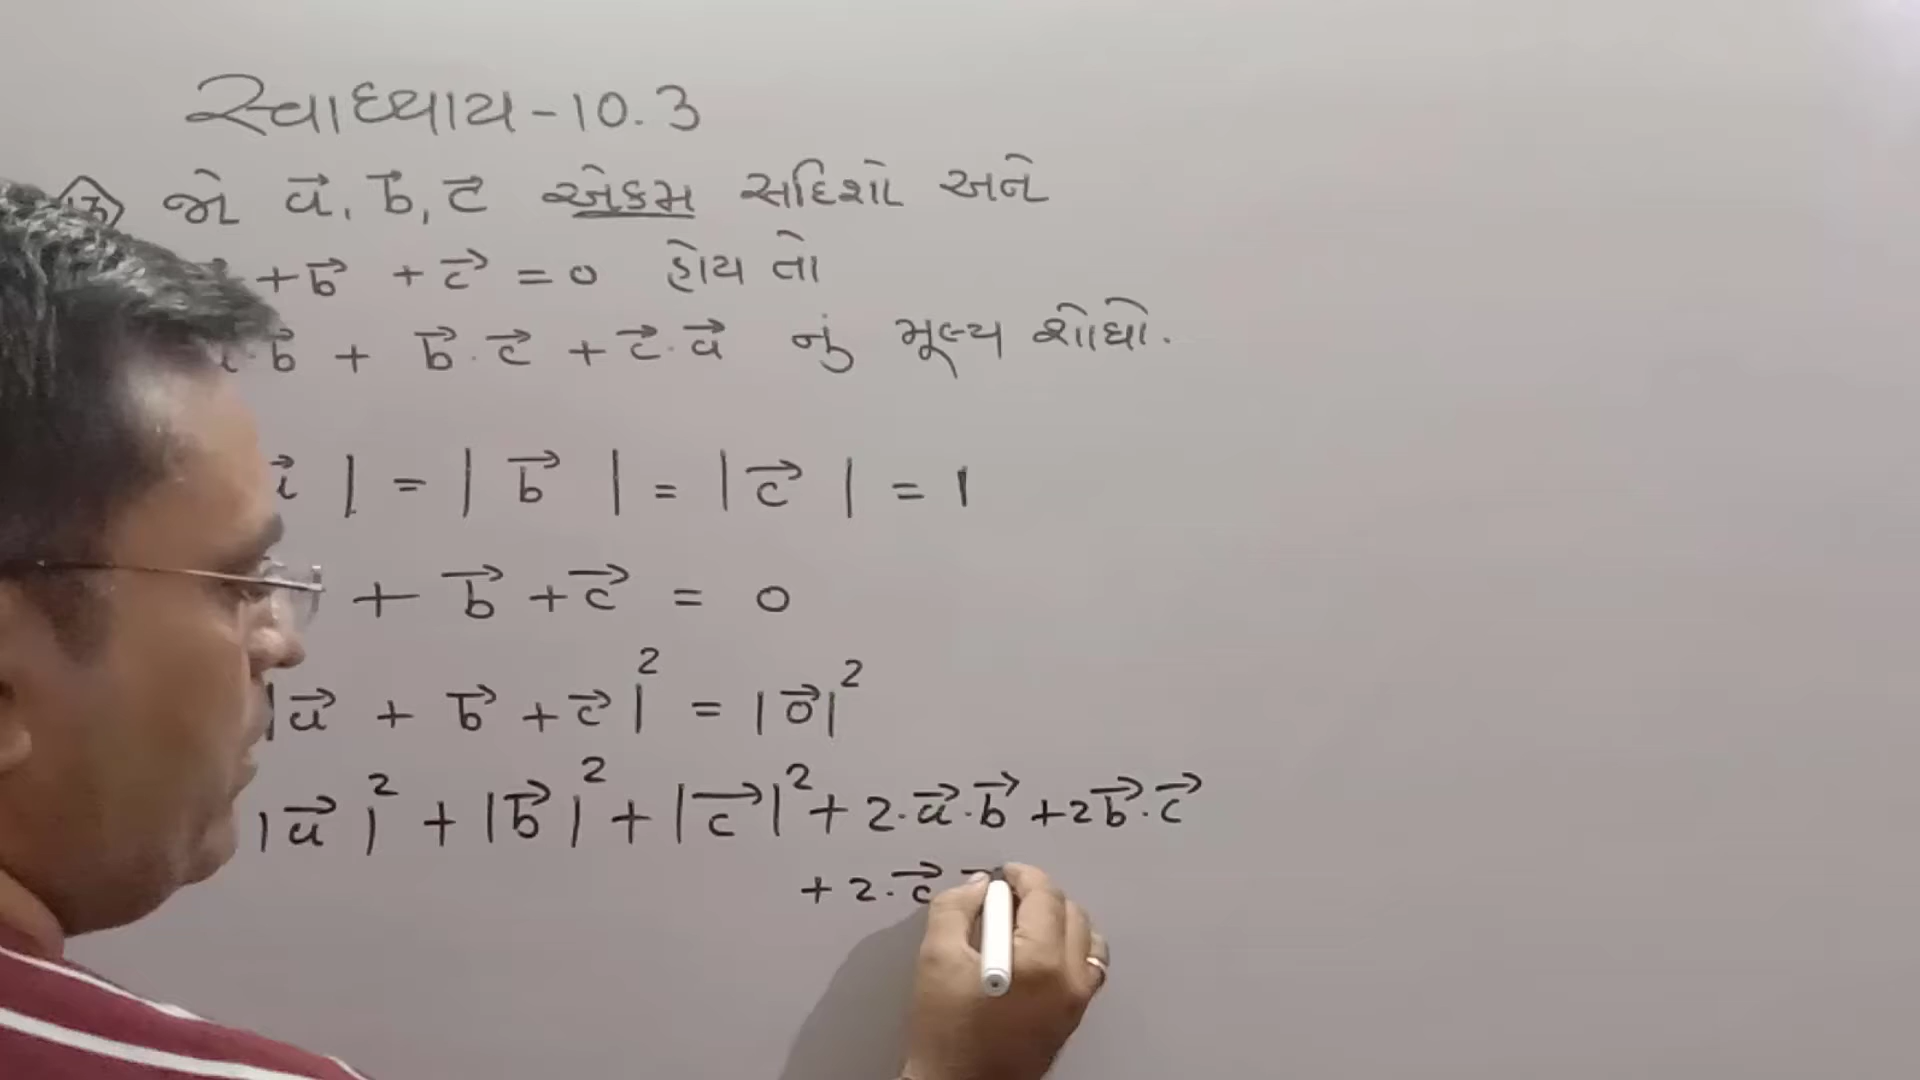 સ્વાધ્યાય-10.3
જો a⃗, b⃗, c⃗ એકમ સદિશો અને
+ b⃗ + c⃗ = 0 હોય તો
· b⃗ + b⃗ · c⃗ + c⃗ · a⃗ નું મૂલ્ય શોધો.
| = | b⃗ | = | c⃗ | = 1
+ b⃗ + c⃗ = 0
|a⃗ + b⃗ + c⃗|² = |0⃗|²
|a⃗|² + |b⃗|² + |c⃗|² + 2·a⃗·b⃗ + 2b⃗·c⃗
+ 2·c⃗